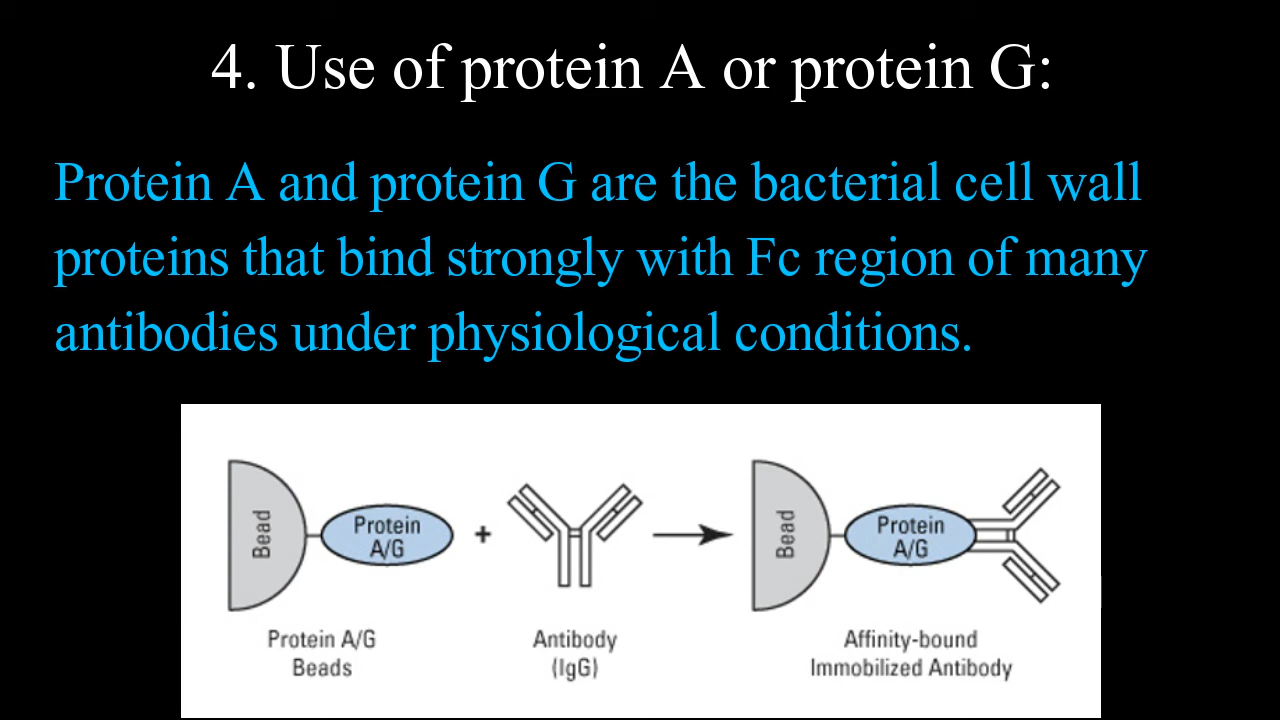 4. Use of protein A or protein G:
Protein A and protein G are the bacterial cell wall
proteins that bind strongly with Fc region of many
antibodies under physiological conditions.
Bead
Protein
A/G
+
Bead
Protein
A/G
Protein A/G
Beads
Antibody
(IgG)
Affinity-bound
Immobilized Antibody